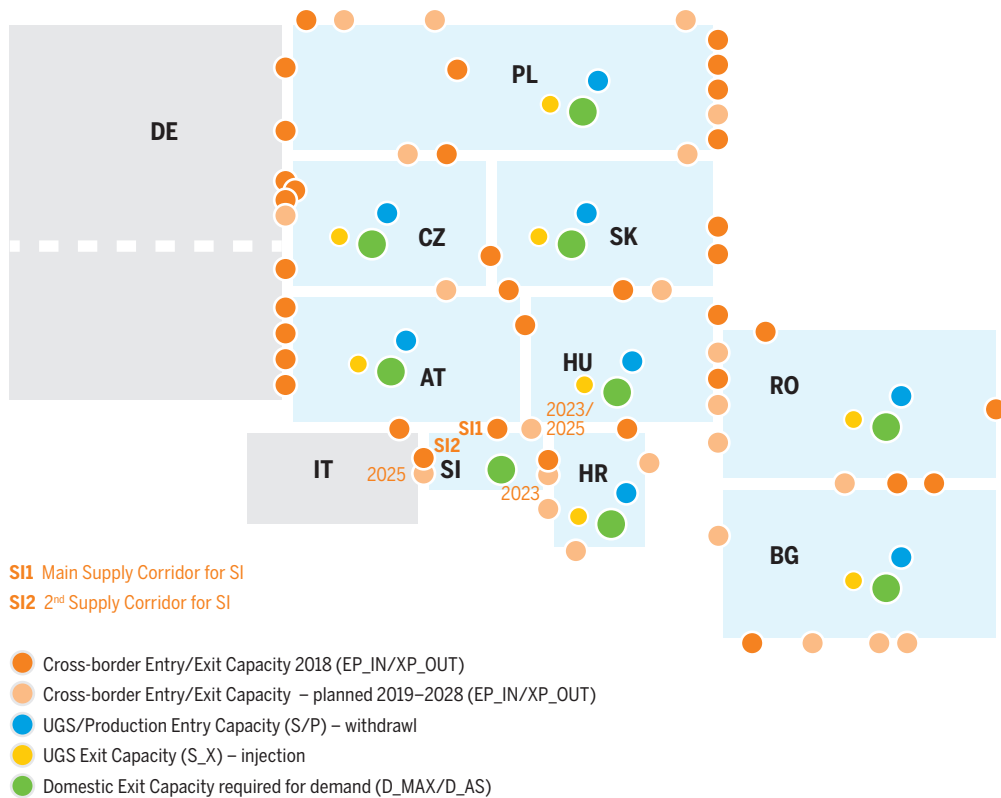 PL
DE
CZ
SK
AT
HU
RO
2023/
2025
SI1
SI2
IT
2025
SI
2023
HR
BG
SI1 Main Supply Corridor for SI
SI2 2nd Supply Corridor for SI
Cross-border Entry/Exit Capacity 2018 (EP_IN/XP_OUT)
Cross-border Entry/Exit Capacity – planned 2019–2028 (EP_IN/XP_OUT)
UGS/Production Entry Capacity (S/P) – withdrawl
UGS Exit Capacity (S_X) – injection
Domestic Exit Capacity required for demand (D_MAX/D_AS)